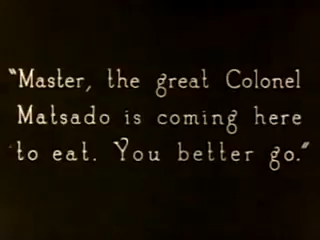 "Master, the great Colonel
Matsado is coming here
to eat. You better go."